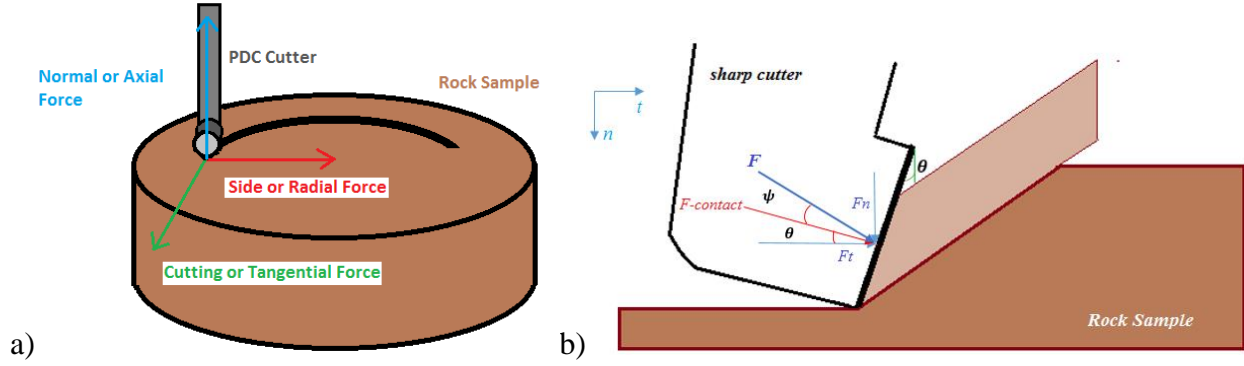 PDC Cutter
Normal or Axial
Force
Rock Sample
Side or Radial Force
Cutting or Tangential Force
a)
sharp cutter
t
n
θ
F
ψ
Fn
F-contact
θ
Ft
Rock Sample
b)